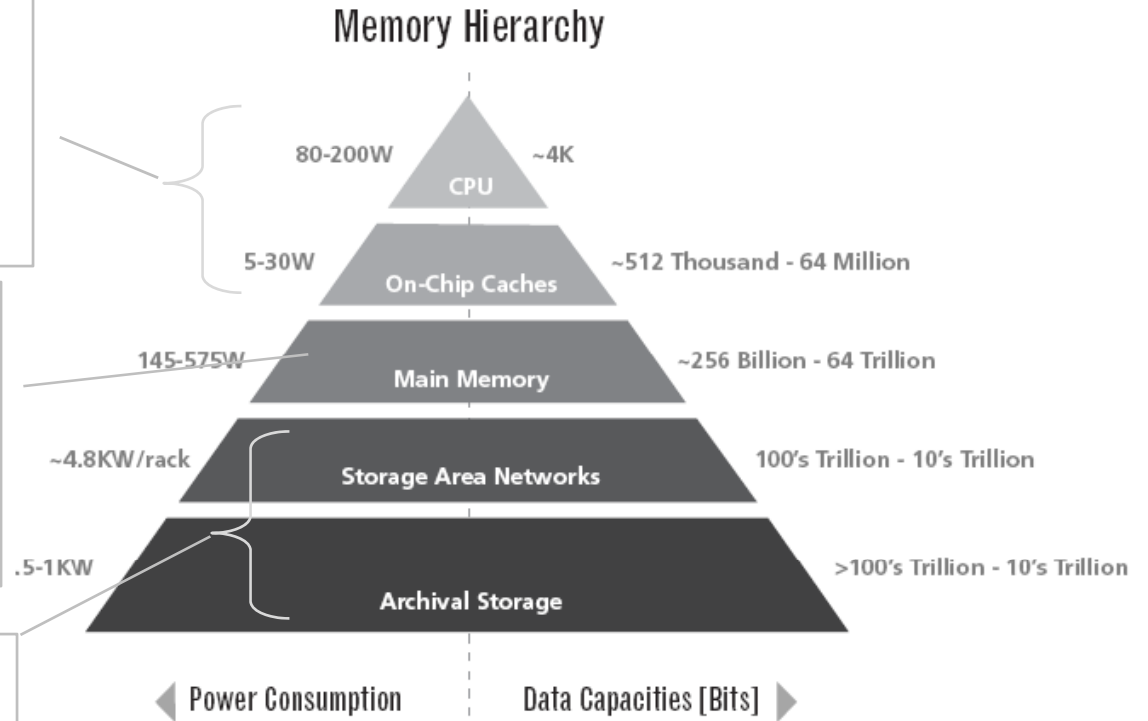 Memory Hierarchy
80-200W
~4K
CPU
5-30W
~512 Thousand - 64 Million
On-Chip Caches
145-575W
~256 Billion - 64 Trillion
Main Memory
~4.8KW/rack
100's Trillion - 10's Trillion
Storage Area Networks
.5-1KW
>100's Trillion - 10's Trillion
Archival Storage
Power Consumption
Data Capacities [Bits]